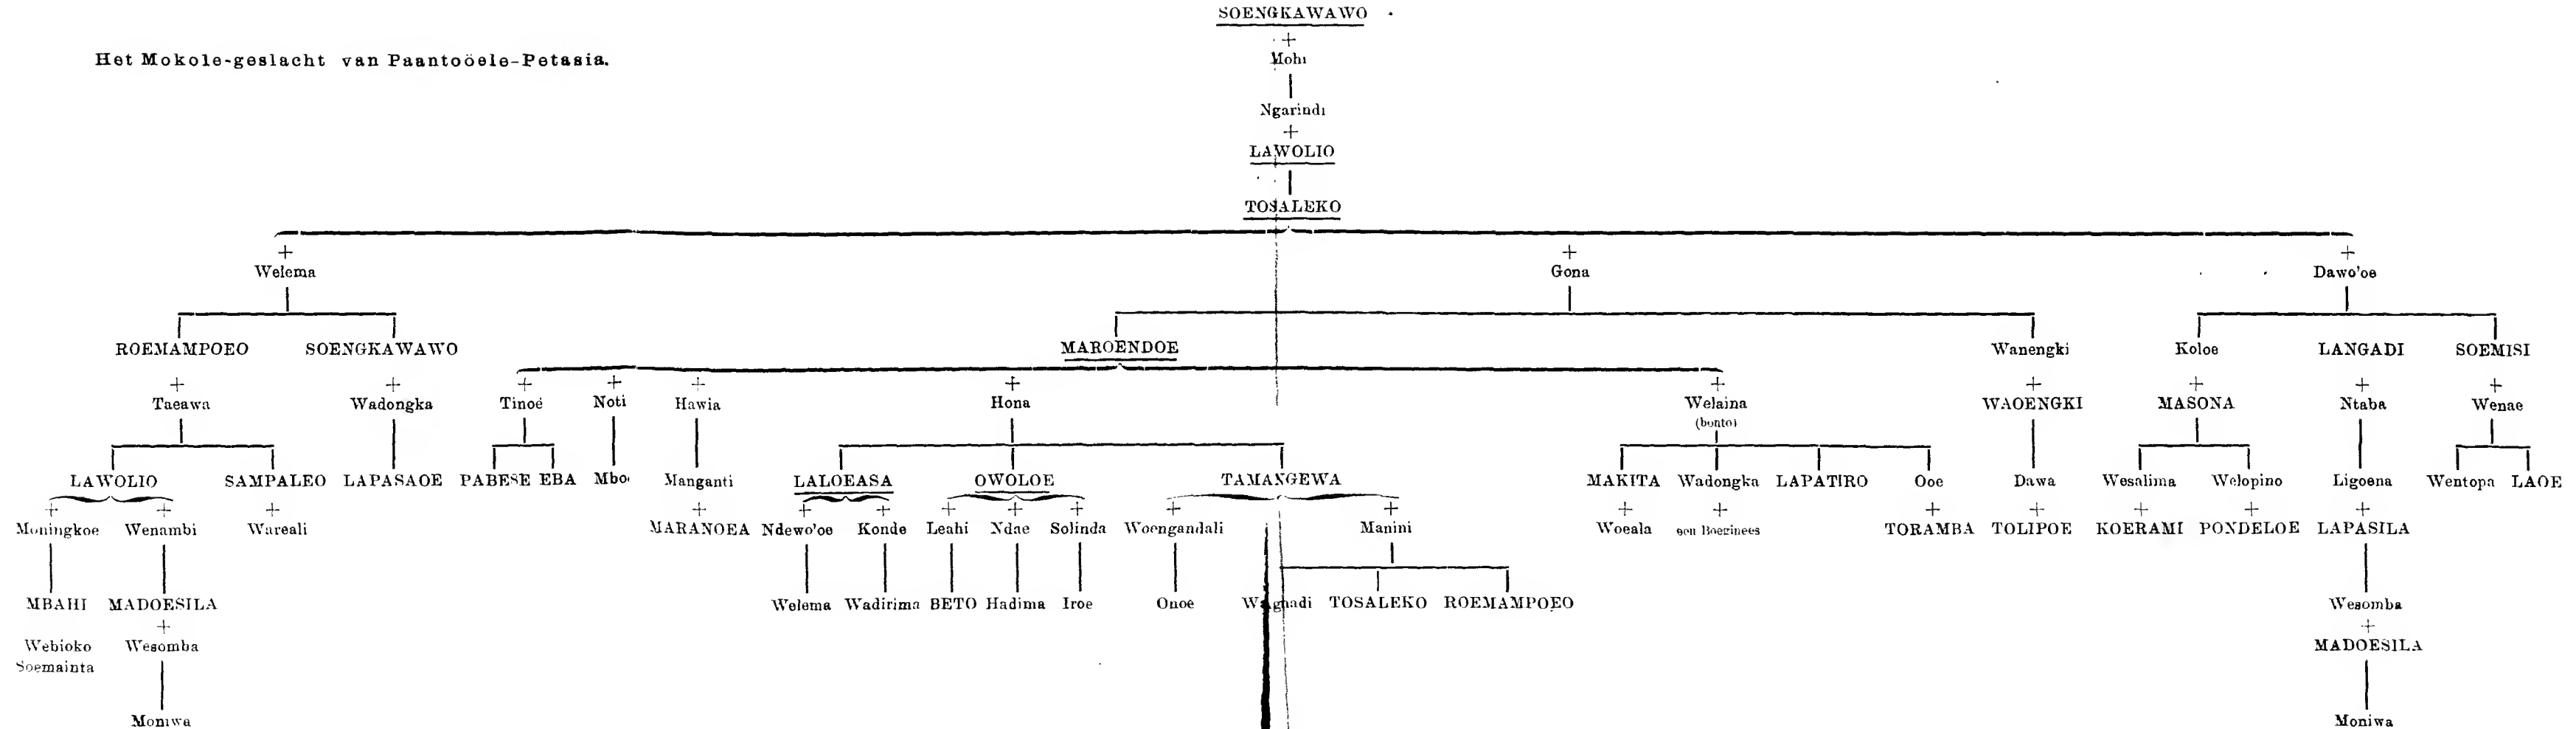 SOENGKAWAWO
Het Mokole-geslacht van Paantoöele-Petasia.
+
Mohi
Ngarindi
+
LAWOLIO
TOSALEKO
+ + +
Welema Gona Dawo'oe
ROEMAMPOEO SOENGKAWAWO MAROENDOE Wanengki Koloe LANGADI SOEMISI
+ + + + + + + + + + +
Taeawa Wadongka Tinoé Noti Hawia Hona Welaina WAOENGKI MASONA Ntaba Wenae
(bonto)
LAWOLIO SAMPALEO LAPASAOE PABESE EBA Manganti LALOEASA OWOLOE TAMANGEWA MAKITA Wadongka LAPATIRO Ooe Dawa Wesalima Welopino Ligoena Wentopa LAOE
+ + + + + + + + + + + + + + + + + +
Moningkoe Wenambi Wareali MARANOEA Ndewo'oe Konde Leahi Ndae Solinda Woengandali Manini Woeala een Boeginees TORAMBA TOLIPOE KOERAMI PONDELOE LAPASILA
MBAHI MADOESILA Welema Wadirima BETO Hadima Iroe Onoe TOSALEKO ROEMAMPOEO Wesomba
+ +
Webioko Wesomba MADOESILA
Soemainta
Moniwa Moniwa